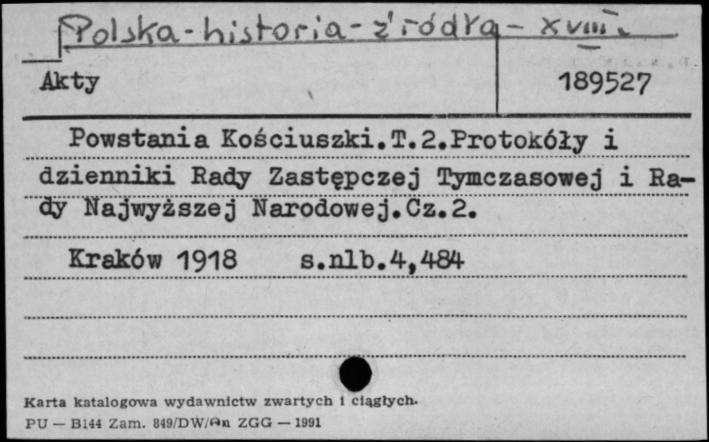 Polska - historia - źródła - XVIII w.
Akty 189527
Powstania Kościuszki.T.2.Protokóły i
dzienniki Rady Zastępczej Tymczasowej i Ra-
dy Najwyższej Narodowej.Cz.2.
Kraków 1918 s.nlb.4,484
Karta katalogowa wydawnictw zwartych i ciągłych.
PU — B144 Zam. 849/DW/ ZGG — 1991